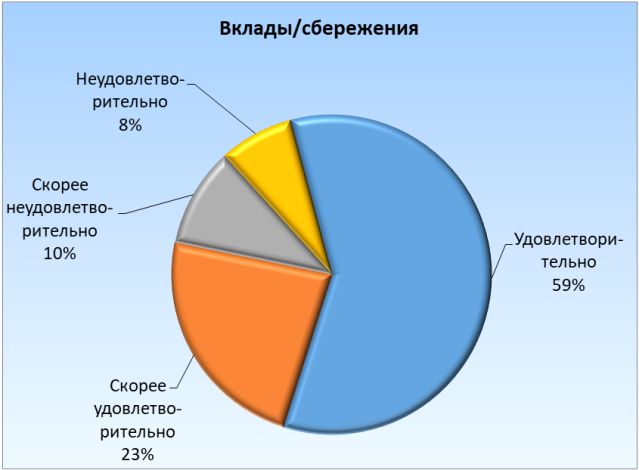 Вклады/сбережения
Неудовлетво-
рительно
8%
Скорее
неудовлетво-
рительно
10%
Удовлетвори-
тельно
59%
Скорее
удовлетво-
рительно
23%